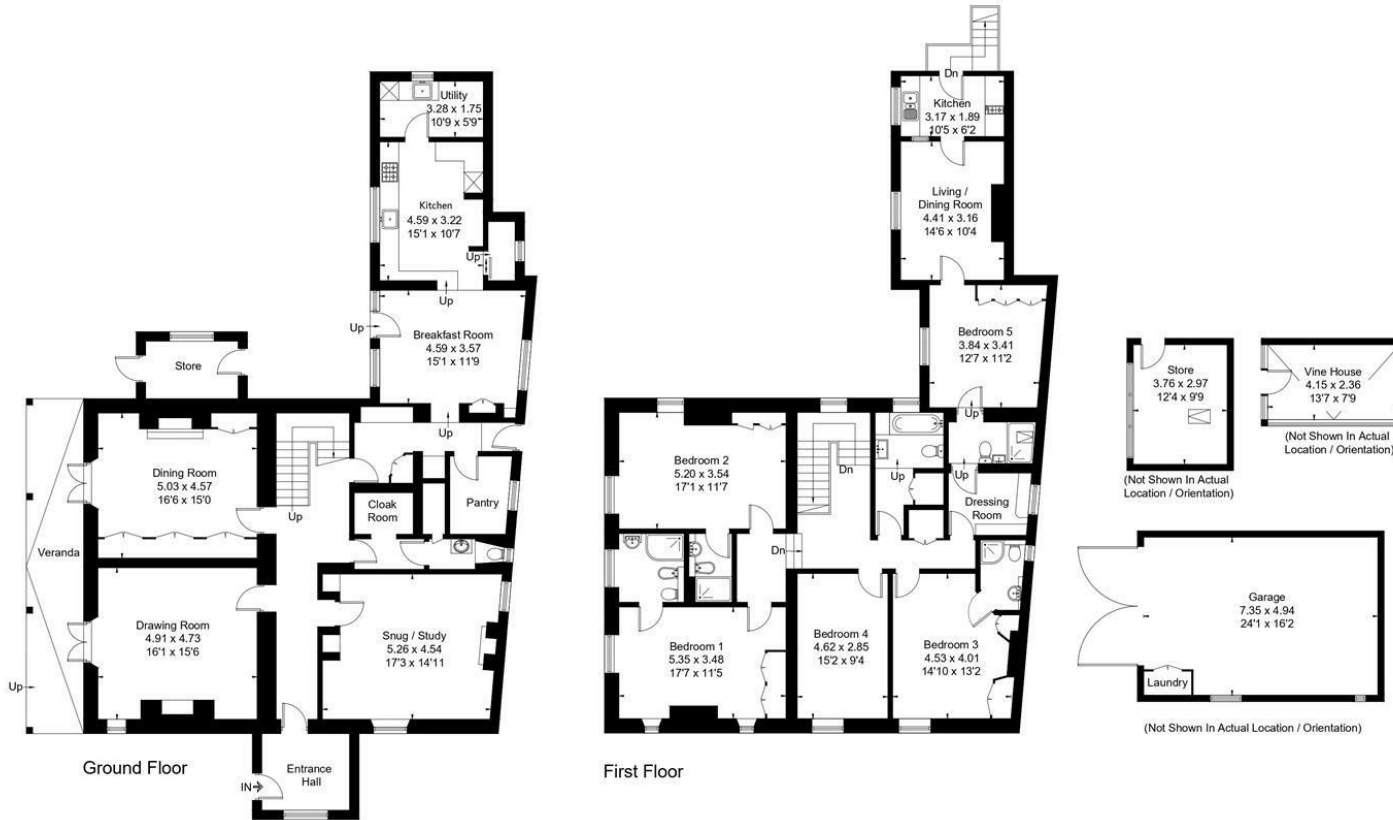 Utility
3.28 x 1.75
10'9 x 5'9
Kitchen
4.59 x 3.22
15'1 x 10'7
Up
Up
Up
Breakfast Room
4.59 x 3.57
15'1 x 11'9
Store
Up
Dining Room
5.03 x 4.57
16'6 x 15'0
Up
Cloak
Room
Pantry
Veranda
Drawing Room
4.91 x 4.73
16'1 x 15'6
Snug / Study
5.26 x 4.54
17'3 x 14'11
Up
Ground Floor
IN
Entrance
Hall
Dn
Kitchen
3.17 x 1.89
10'5 x 6'2
Living /
Dining Room
4.41 x 3.16
14'6 x 10'4
Bedroom 5
3.84 x 3.41
12'7 x 11'2
Up
Bedroom 2
5.20 x 3.54
17'1 x 11'7
Dn
Up
Up
Dressing
Room
Dn
Bedroom 1
5.35 x 3.48
17'7 x 11'5
Bedroom 4
4.62 x 2.85
15'2 x 9'4
Bedroom 3
4.53 x 4.01
14'10 x 13'2
First Floor
Store
3.76 x 2.97
12'4 x 9'9
(Not Shown In Actual
Location / Orientation)
Vine House
4.15 x 2.36
13'7 x 7'9
(Not Shown In Actual
Location / Orientation)
Garage
7.35 x 4.94
24'1 x 16'2
Laundry
(Not Shown In Actual Location / Orientation)